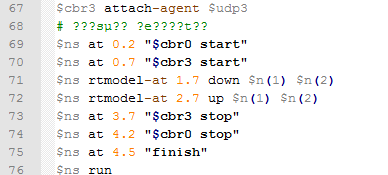 67 $cbr3 attach-agent $udp3
68 # ???sµ?? ?e????t??
69 $ns at 0.2 "$cbr0 start"
70 $ns at 0.7 "$cbr3 start"
71 $ns rtmodel-at 1.7 down $n(1) $n(2)
72 $ns rtmodel-at 2.7 up $n(1) $n(2)
73 $ns at 3.7 "$cbr3 stop"
74 $ns at 4.2 "$cbr0 stop"
75 $ns at 4.5 "finish"
76 $ns run